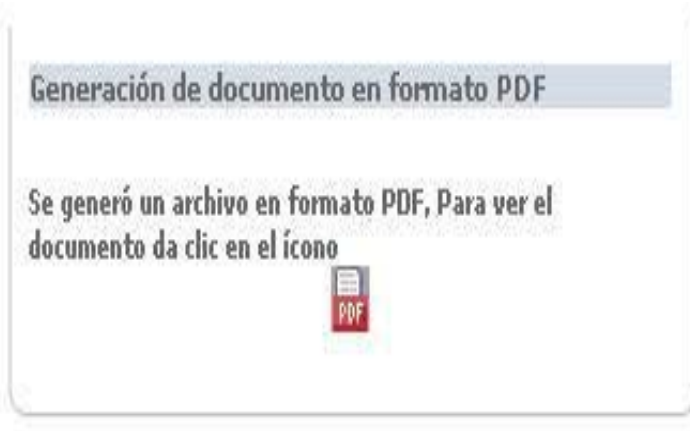 Generación de documento en formato PDF
Se generó un archivo en formato PDF, Para ver el
documento da clic en el ícono
PDF